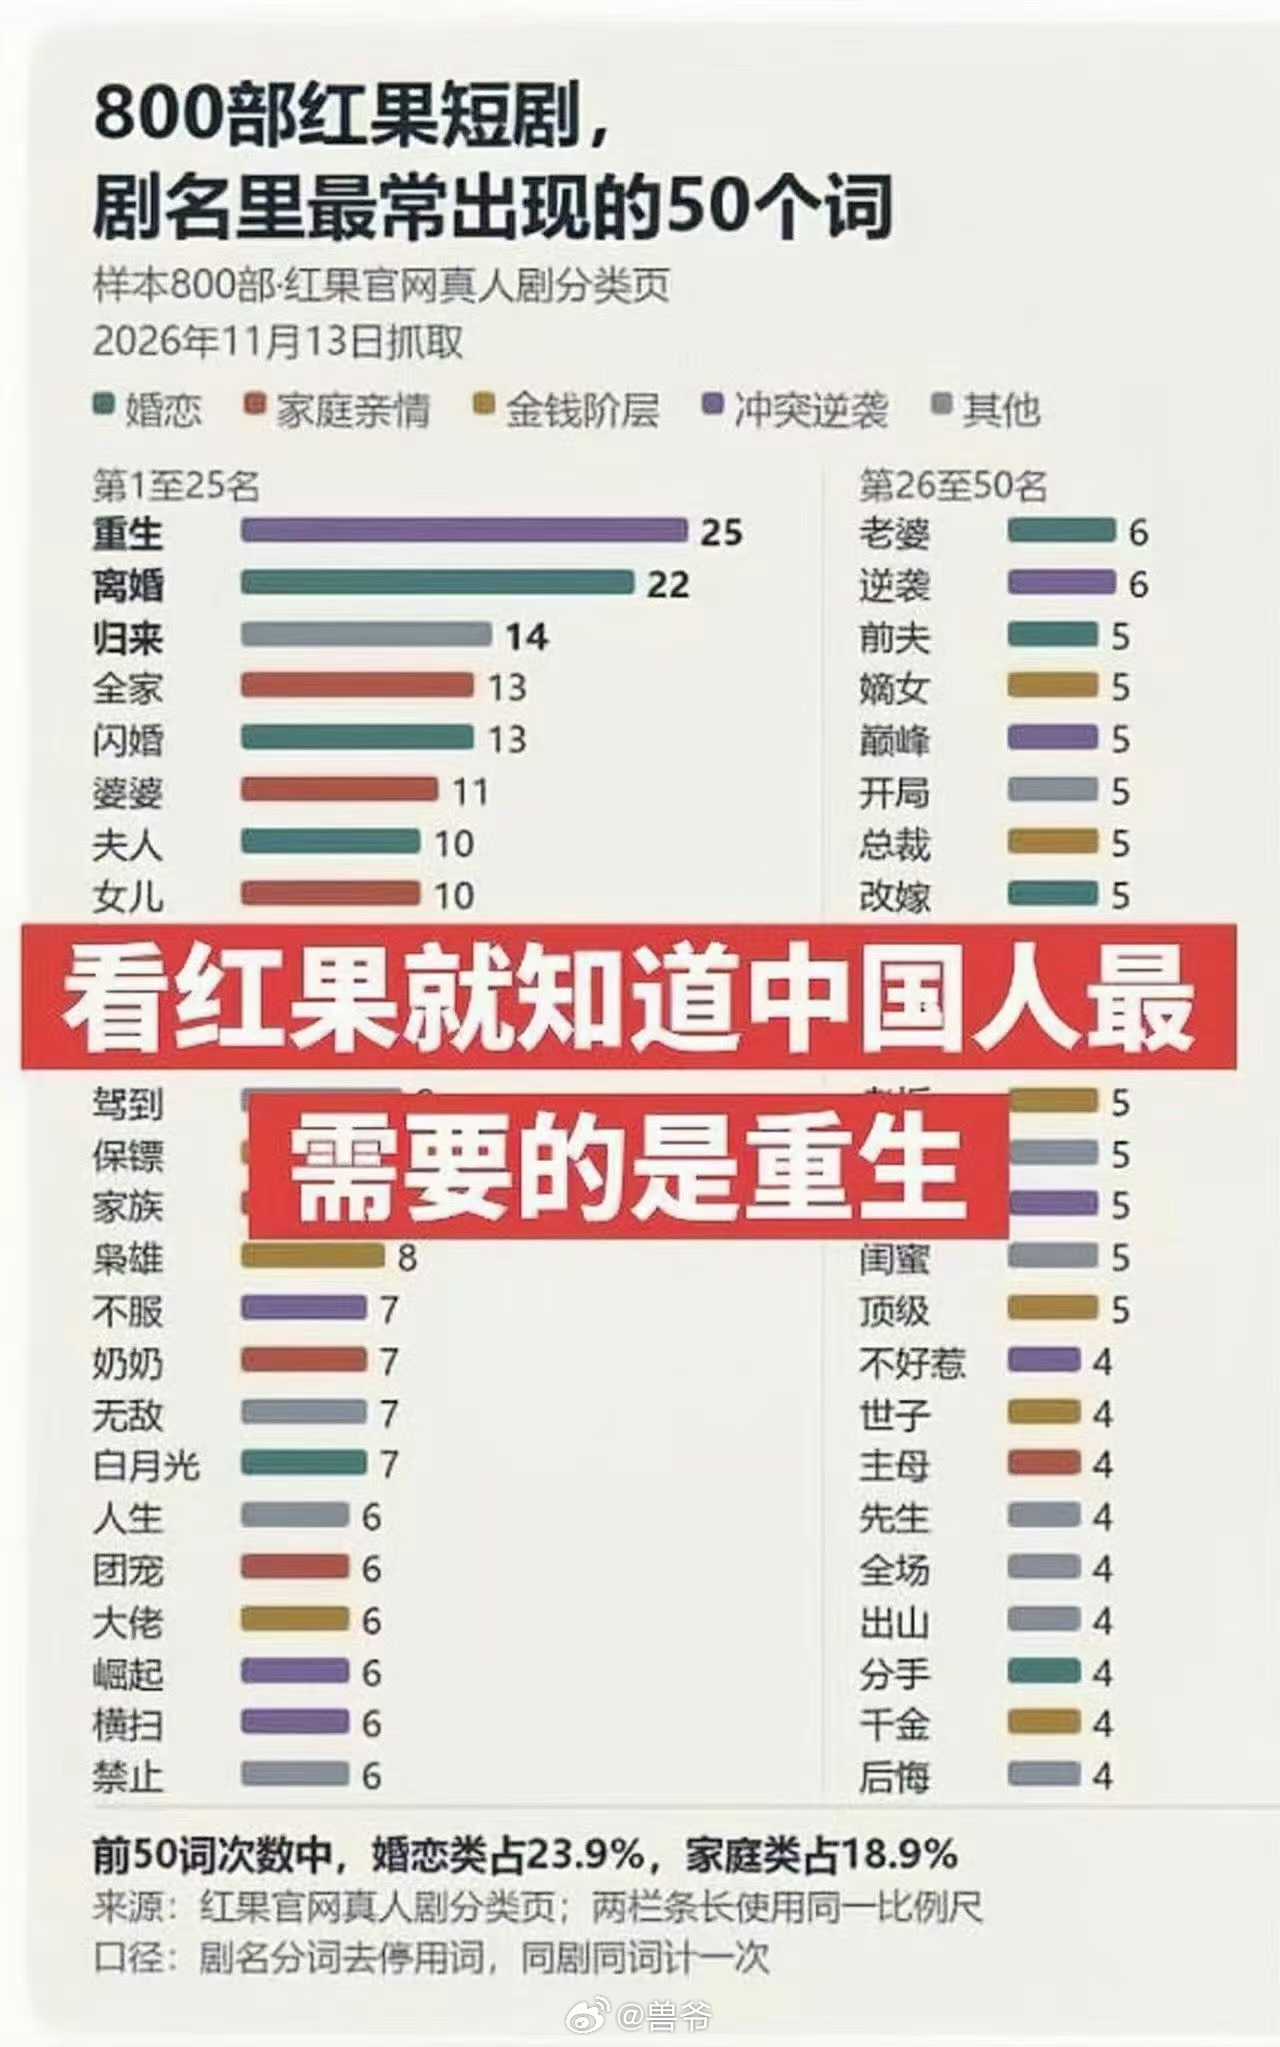 800部红果短剧，
剧名里最常出现的50个词
样本800部·红果官网真人剧分类页
2026年11月13日抓取
婚恋 家庭亲情 金钱阶层 冲突逆袭 其他
第1至25名
重生 25
离婚 22
归来 14
全家 13
闪婚 13
婆婆 11
夫人 10
女儿 10
看红果就知道中国人最
需要的是重生
驾到
保镖
家族
枭雄 8
不服 7
奶奶 7
无敌 7
白月光 7
人生 6
团宠 6
大佬 6
崛起 6
横扫 6
禁止 6
第26至50名
老婆 6
逆袭 6
前夫 5
嫡女 5
巅峰 5
开局 5
总裁 5
改嫁 5
5
5
5
闺蜜 5
顶级 5
不好惹 4
世子 4
主母 4
先生 4
全场 4
出山 4
分手 4
千金 4
后悔 4
前50词次数中，婚恋类占23.9%，家庭类占18.9%
来源：红果官网真人剧分类页；两栏条长使用同一比例尺
口径：剧名分词去停用词，同剧同词计一次
@兽爷